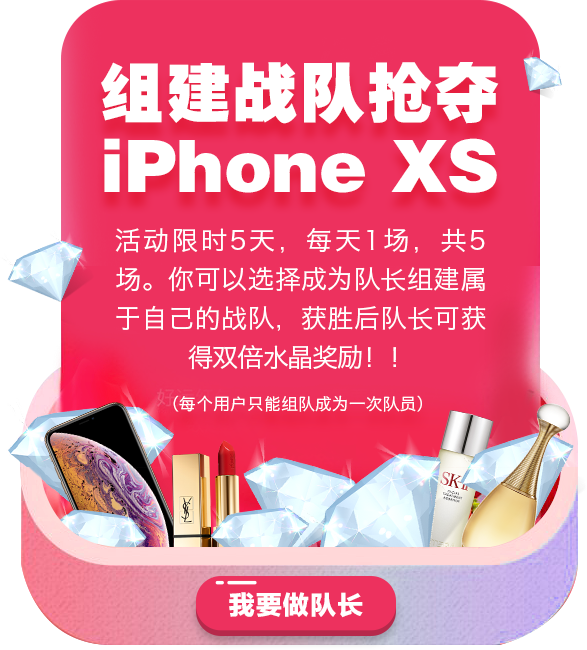 组建战队抢夺
iPhone XS
活动限时5天，每天1场，共5
场。你可以选择成为队长组建属
于自己的战队，获胜后队长可获
得双倍水晶奖励！！
（每个用户只能组队成为一次队员）
YSL
SK-II
我要做队长